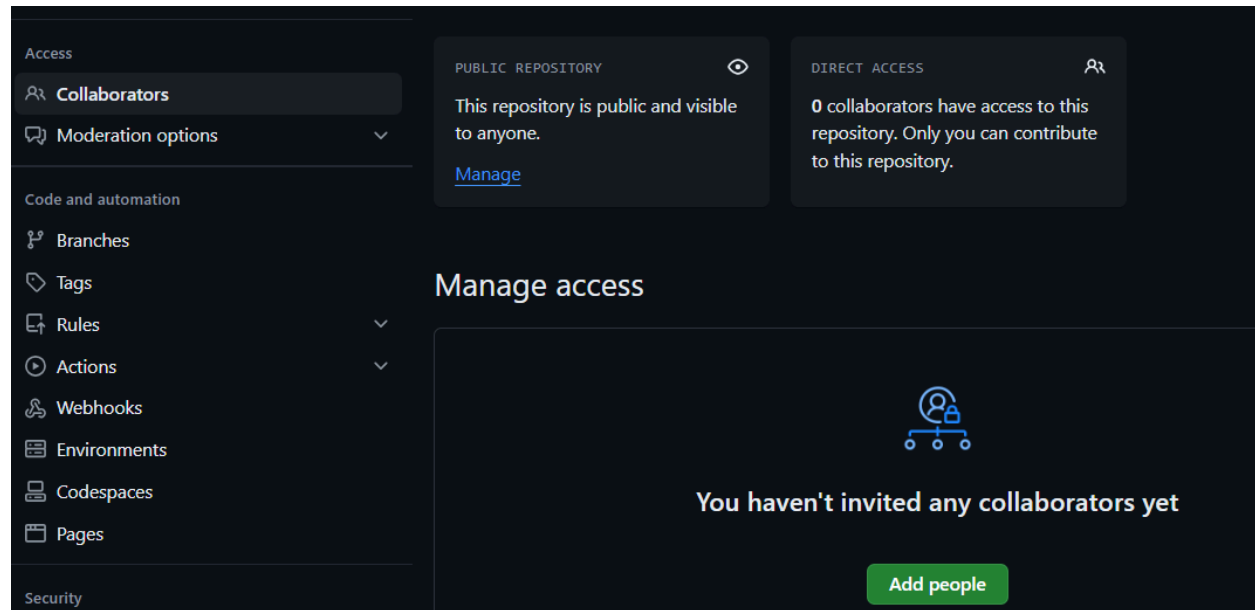 Access
Collaborators
Moderation options
Code and automation
Branches
Tags
Rules
Actions
Webhooks
Environments
Codespaces
Pages
Security
PUBLIC REPOSITORY
This repository is public and visible
to anyone.
Manage
DIRECT ACCESS
0 collaborators have access to this
repository. Only you can contribute
to this repository.
Manage access
You haven't invited any collaborators yet
Add people